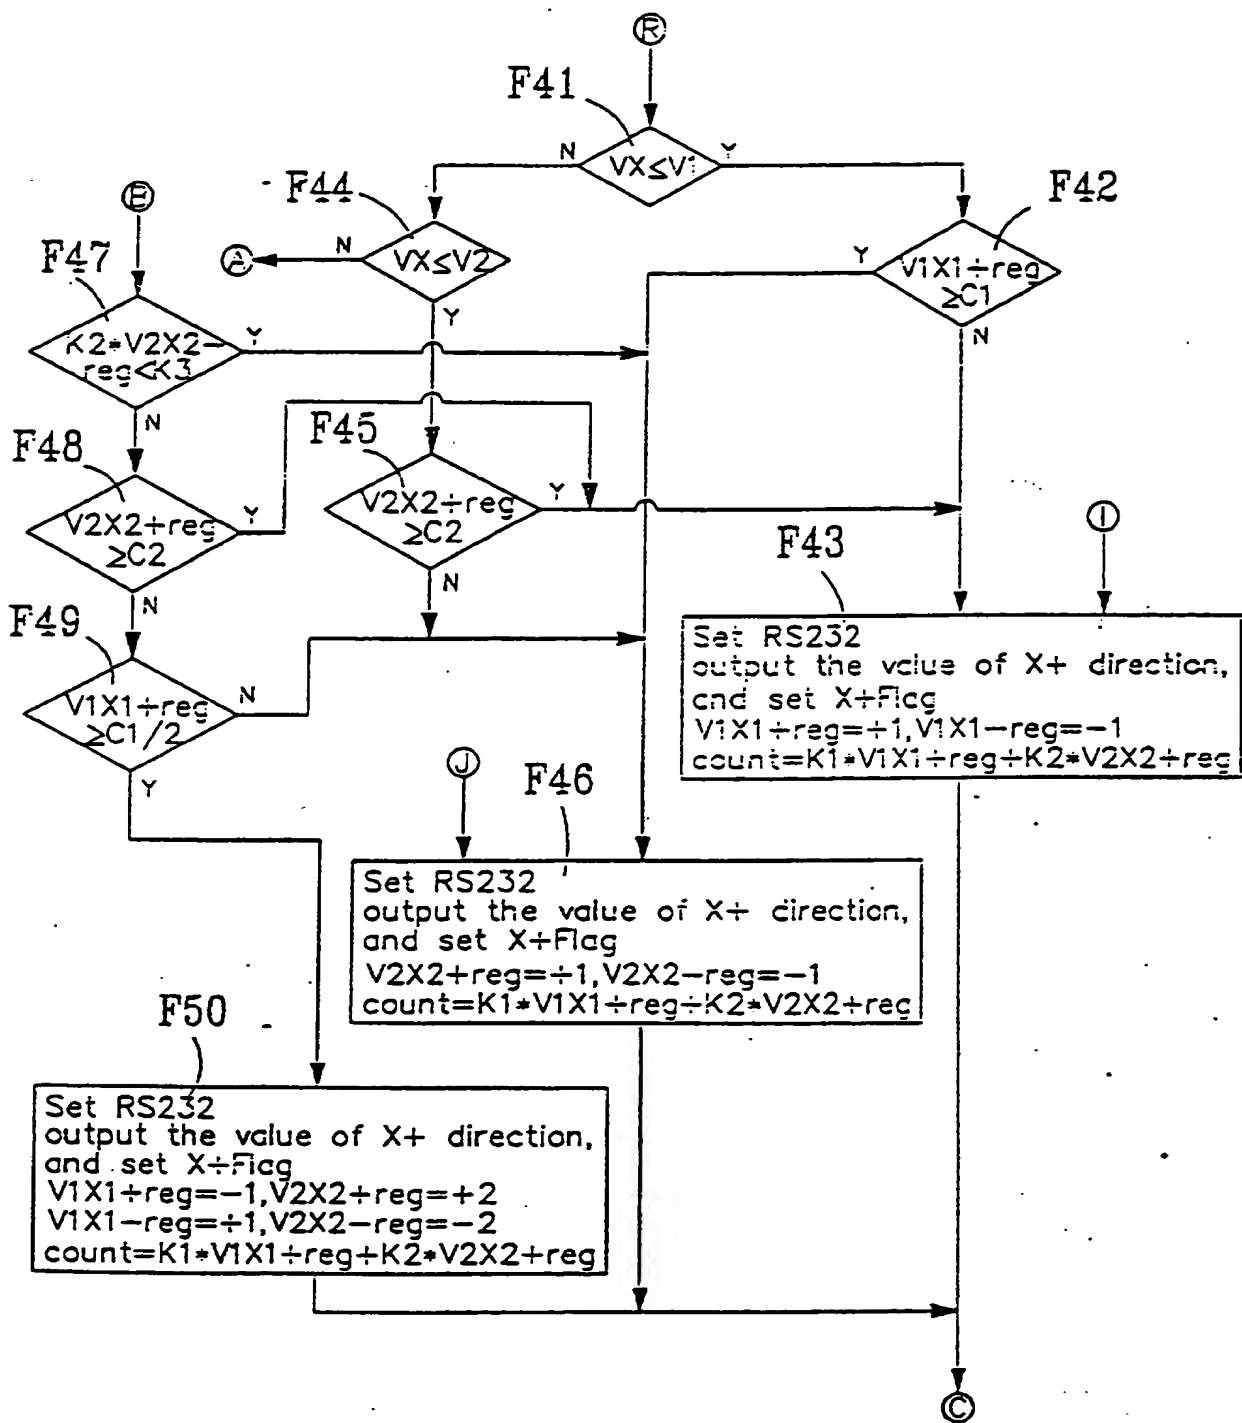 R
F41
VX≤V1
N
Y
F44
F42
E
A
N
VX≤V2
Y
V1X1+reg
≥C1
F47
Y
N
K2*V2X2-
reg<K3
Y
N
F48
F45
V2X2+reg
≥C2
Y
V2X2+reg
≥C2
Y
I
F43
N
N
F49
Set RS232
output the value of X+ direction,
and set X+Flag
V1X1+reg=+1,V1X1-reg=-1
count=K1*V1X1+reg+K2*V2X2+reg
V1X1+reg
≥C1/2
N
J
F46
Y
Set RS232
output the value of X+ direction,
and set X+Flag
V2X2+reg=+1,V2X2-reg=-1
count=K1*V1X1+reg+K2*V2X2+reg
F50
Set RS232
output the value of X+ direction,
and set X+Flag
V1X1+reg=-1,V2X2+reg=+2
V1X1-reg=+1,V2X2-reg=-2
count=K1*V1X1+reg+K2*V2X2+reg
C